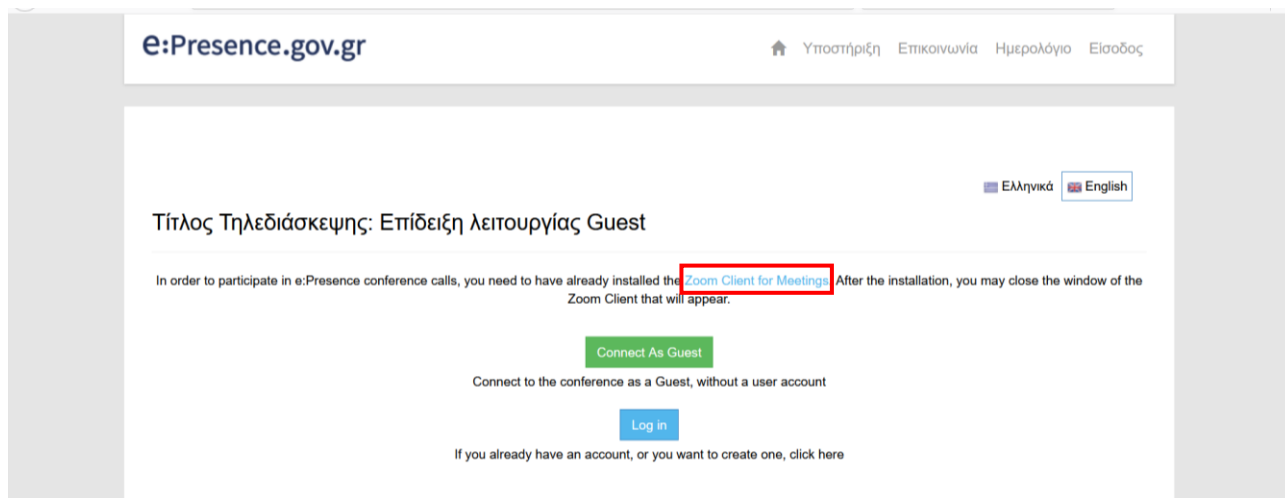 e:Presence.gov.gr
Υποστήριξη Επικοινωνία Ημερολόγιο Είσοδος
Ελληνικά English
Τίτλος Τηλεδιάσκεψης: Επίδειξη λειτουργίας Guest
In order to participate in e:Presence conference calls, you need to have already installed the Zoom Client for Meetings. After the installation, you may close the window of the
Zoom Client that will appear.
Connect As Guest
Connect to the conference as a Guest, without a user account
Log in
If you already have an account, or you want to create one, click here